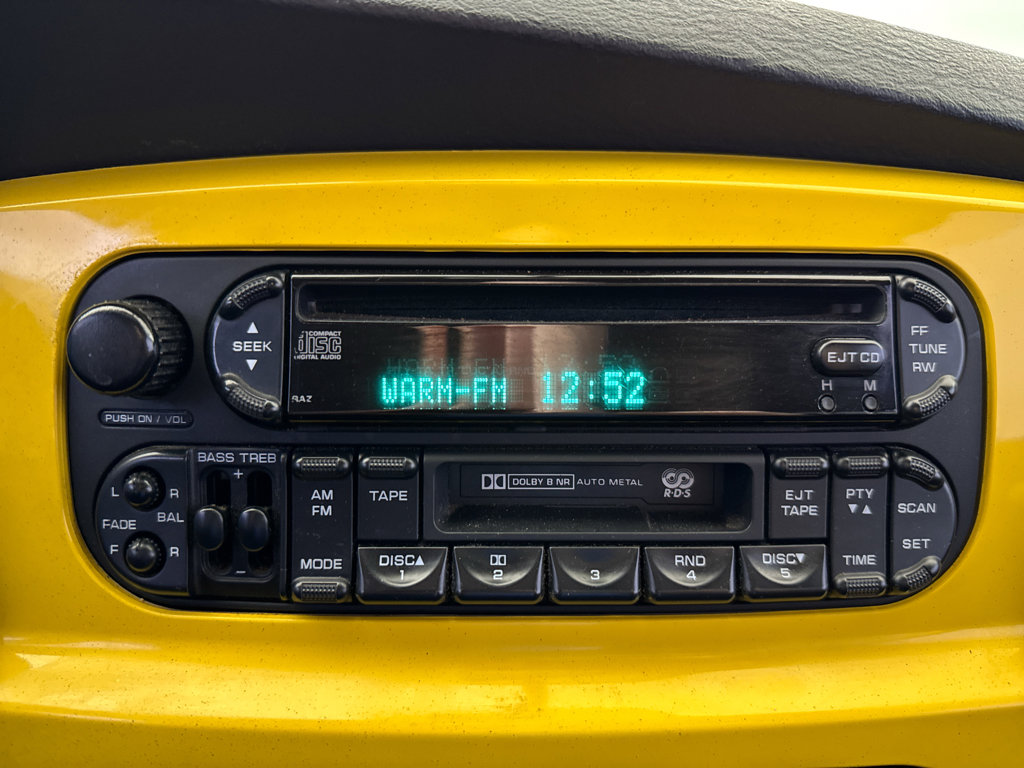 COMPACT
disc
DIGITAL AUDIO
▲
SEEK
▼
WARM-FM 12:52
RAZ
EJT CD
H M
FF
TUNE
RW
PUSH ON / VOL
BASS TREB
+
L R
BAL
FADE
F R
AM
FM
MODE
TAPE
DOLBY B NR AUTO METAL
R·D·S
EJT
TAPE
PTY
▼▲
TIME
SCAN
SET
DISC▲
1
2
3
RND
4
DISC▼
5